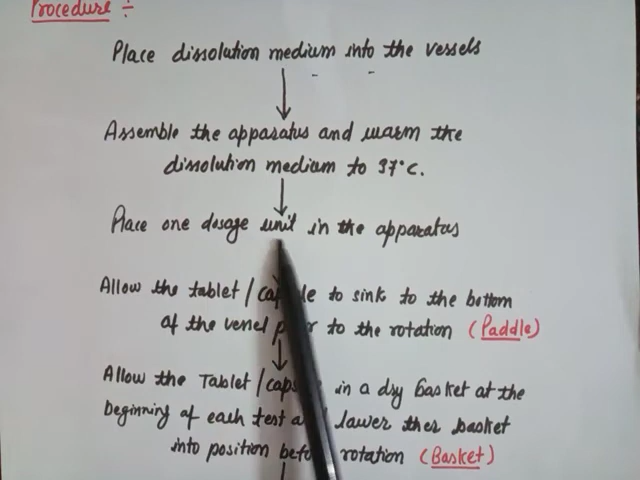 Procedure ÷
Place dissolution medium into the vessels
Assemble the apparatus and warm the
dissolution medium to 37°c.
Place one dosage unit in the apparatus
Allow the tablet / le to sink to the bottom
of the vessel to the rotation (Paddle)
Allow the Tablet / caps in a dry basket at the
beginning of each test lower ther basket
into position before rotation (Basket)